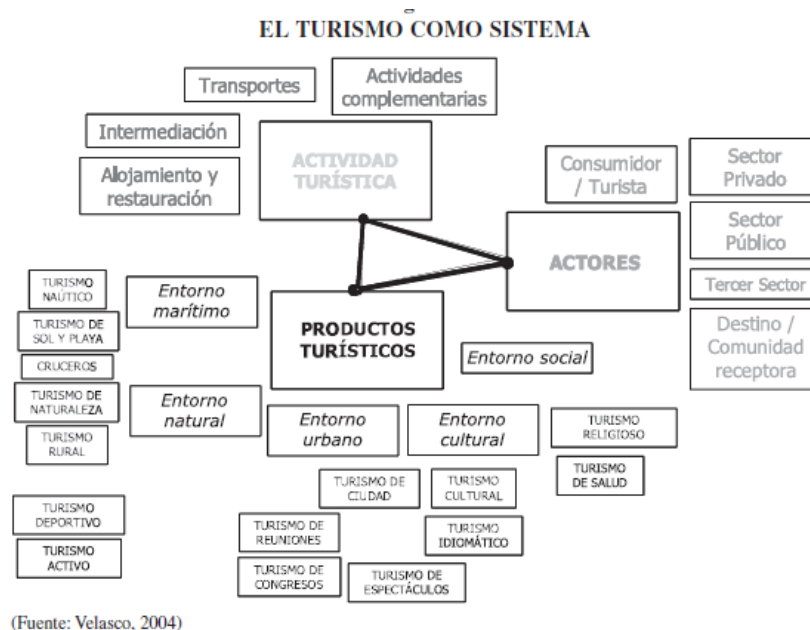 EL TURISMO COMO SISTEMA
Transportes
Actividades
complementarias
Intermediación
Alojamiento y
restauración
ACTIVIDAD
TURÍSTICA
Consumidor
/ Turista
Sector
Privado
Sector
Público
Tercer Sector
Destino /
Comunidad
receptora
ACTORES
PRODUCTOS
TURÍSTICOS
Entorno
marítimo
Entorno social
Entorno
natural
Entorno
urbano
Entorno
cultural
TURISMO
NAÚTICO
TURISMO DE
SOL Y PLAYA
CRUCEROS
TURISMO DE
NATURALEZA
TURISMO
RURAL
TURISMO
DEPORTIVO
TURISMO
ACTIVO
TURISMO
RELIGIOSO
TURISMO
DE SALUD
TURISMO DE
CIUDAD
TURISMO
CULTURAL
TURISMO DE
REUNIONES
TURISMO
IDIOMÁTICO
TURISMO DE
CONGRESOS
TURISMO DE
ESPECTÁCULOS
(Fuente: Velasco, 2004)